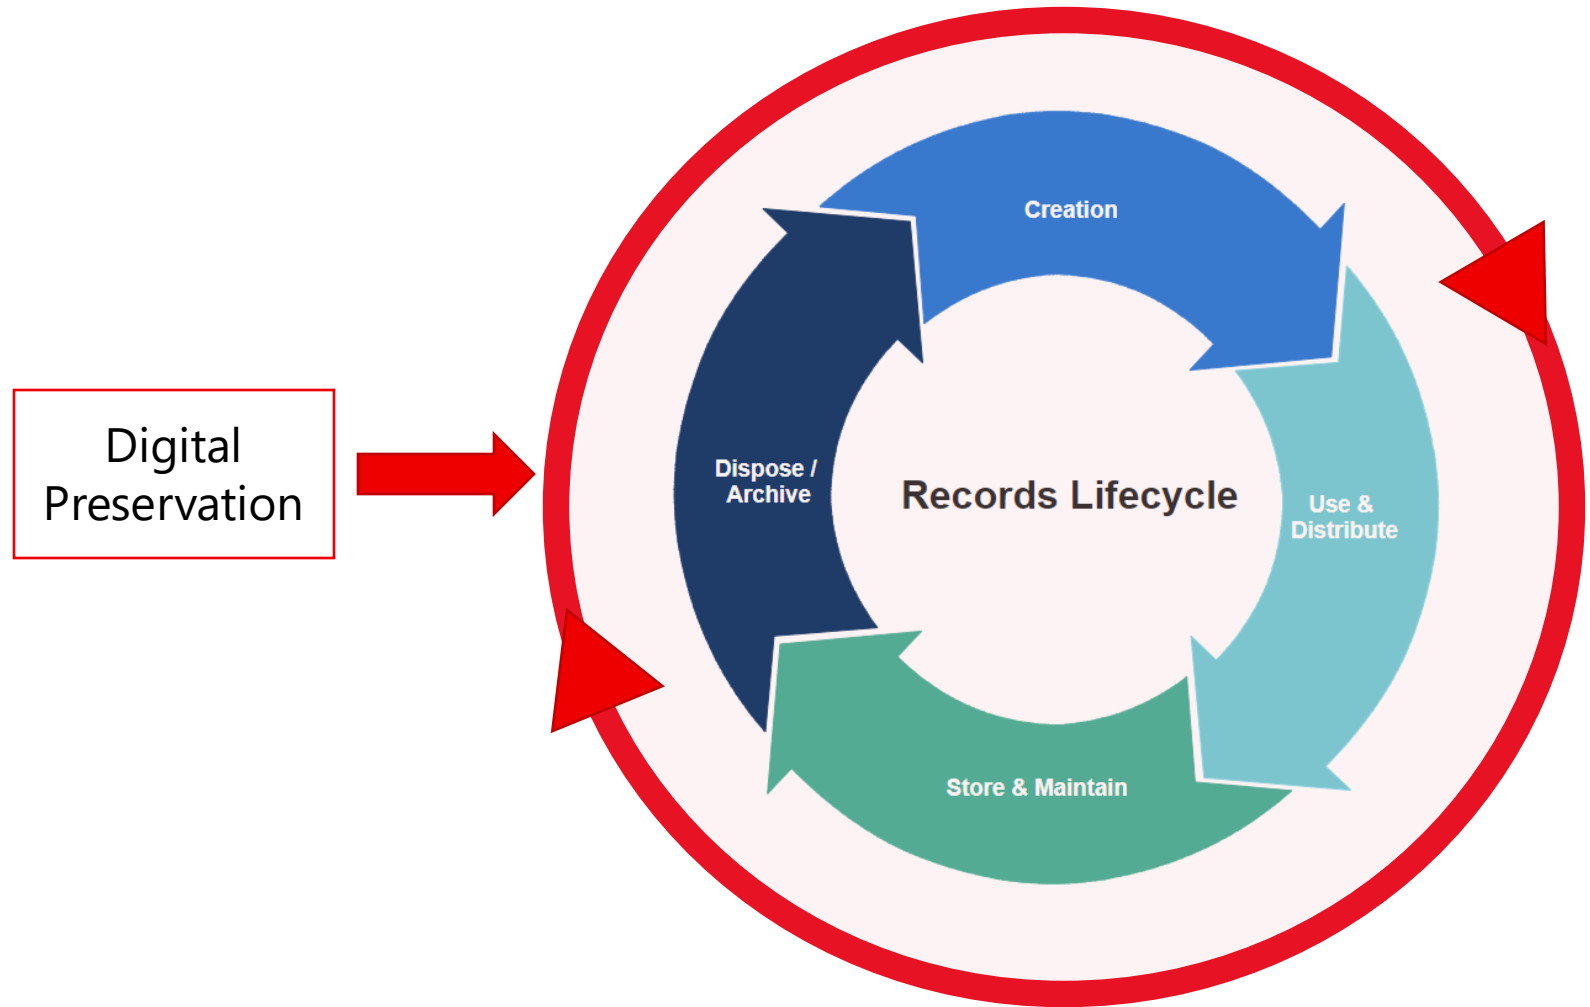 Digital
Preservation
Creation
Dispose /
Archive
Records Lifecycle
Use &
Distribute
Store & Maintain